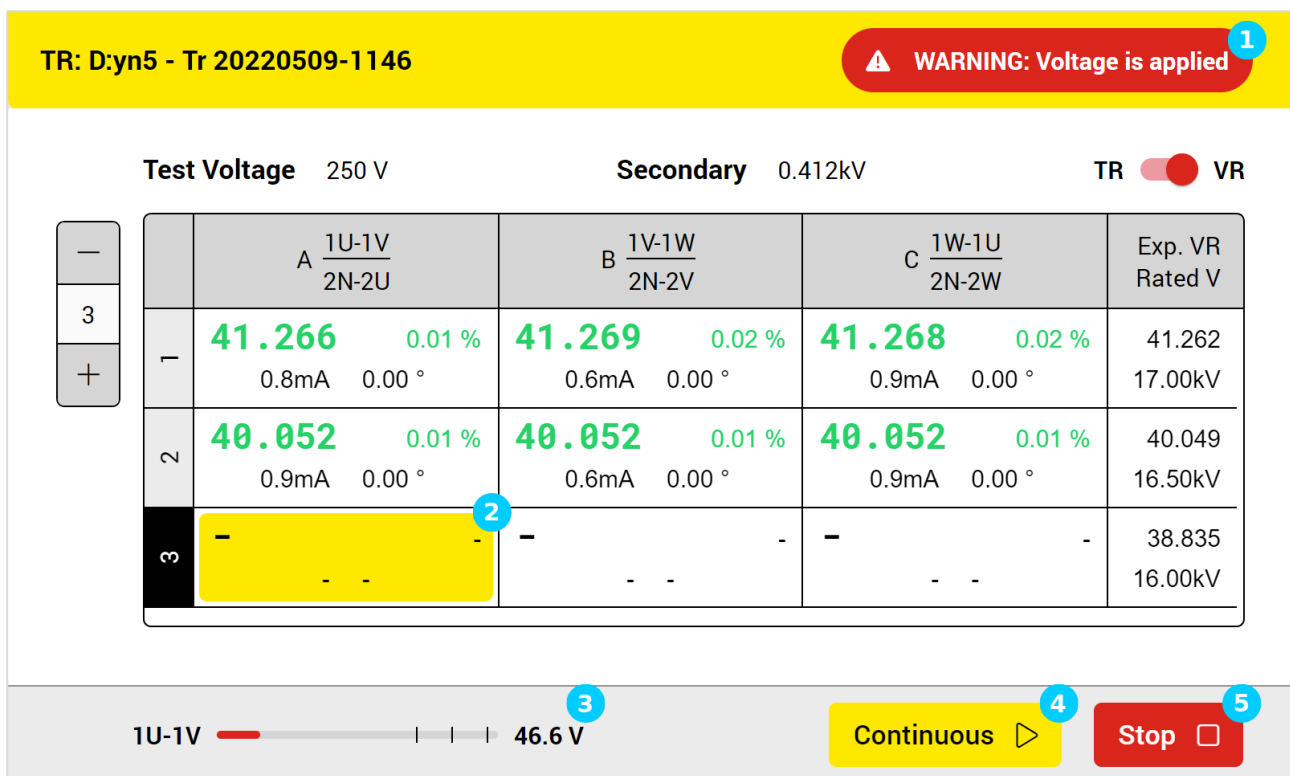 TR: D:yn5 - Tr 20220509-1146
WARNING: Voltage is applied
1
Test Voltage 250 V
Secondary 0.412kV
TR VR
−
3
+
A 1U-1V
2N-2U
B 1V-1W
2N-2V
C 1W-1U
2N-2W
Exp. VR
Rated V
1
41.266 0.01 %
0.8mA 0.00 °
41.269 0.02 %
0.6mA 0.00 °
41.268 0.02 %
0.9mA 0.00 °
41.262
17.00kV
2
40.052 0.01 %
0.9mA 0.00 °
40.052 0.01 %
0.6mA 0.00 °
40.052 0.01 %
0.9mA 0.00 °
40.049
16.50kV
3
2
- -
- -
- -
- -
- -
- -
38.835
16.00kV
1U-1V 46.6 V
3
Continuous
4
Stop
5